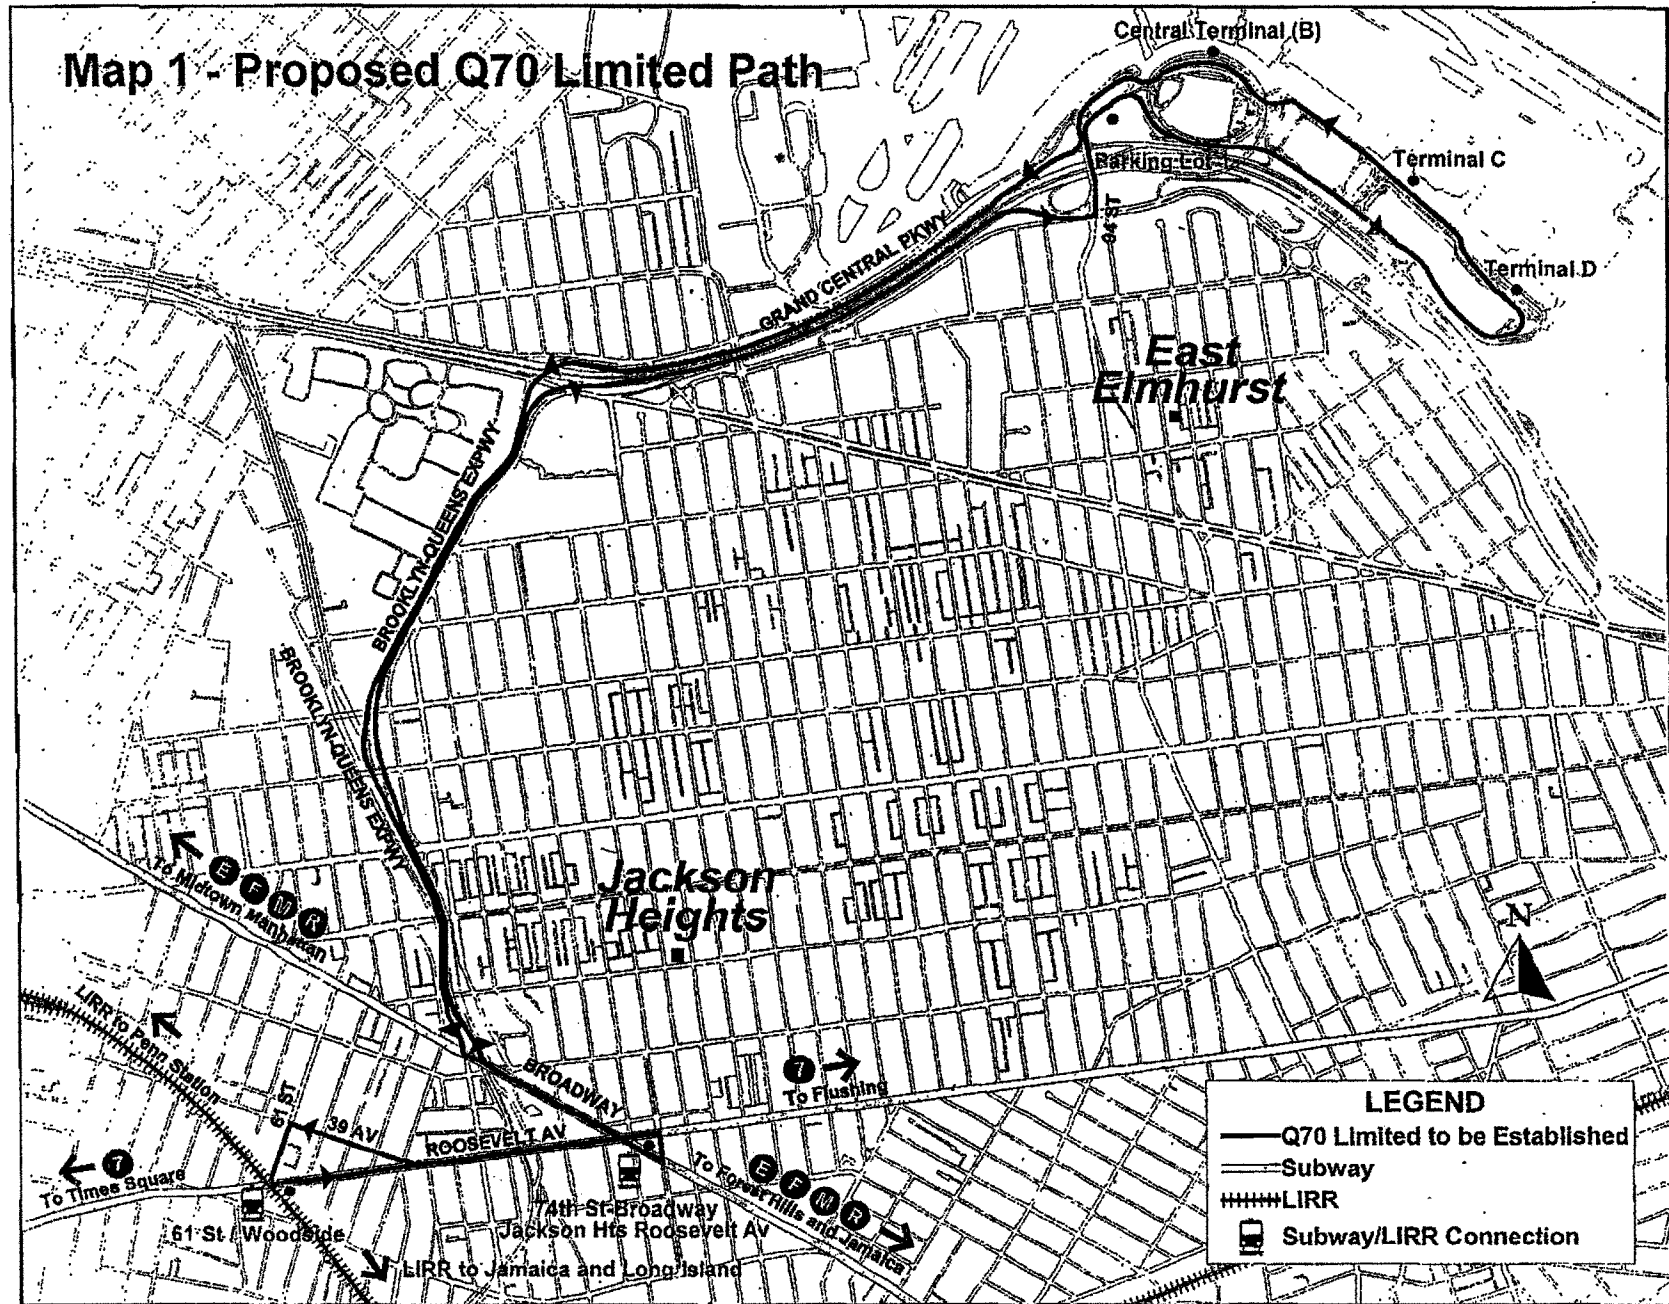 Map 1 - Proposed Q70 Limited Path
Central Terminal (B)
Parking Lot 1
Terminal C
94 ST
GRAND CENTRAL PKWY
Terminal D
East
Elmhurst
BROOKLYN-QUEENS EXPWY
BROOKLYN-QUEENS EXPWY
E F M R
To Midtown Manhattan
Jackson
Heights
N
LIRR to Penn Station
BROADWAY
7
To Flushing
61 ST
39 AV
ROOSEVELT AV
7
To Times Square
61 St / Woodside
74th St-Broadway
Jackson Hts Roosevelt Av
E F M R
To Forest Hills and Jamaica
LIRR to Jamaica and Long Island
LEGEND
Q70 Limited to be Established
Subway
LIRR
Subway/LIRR Connection